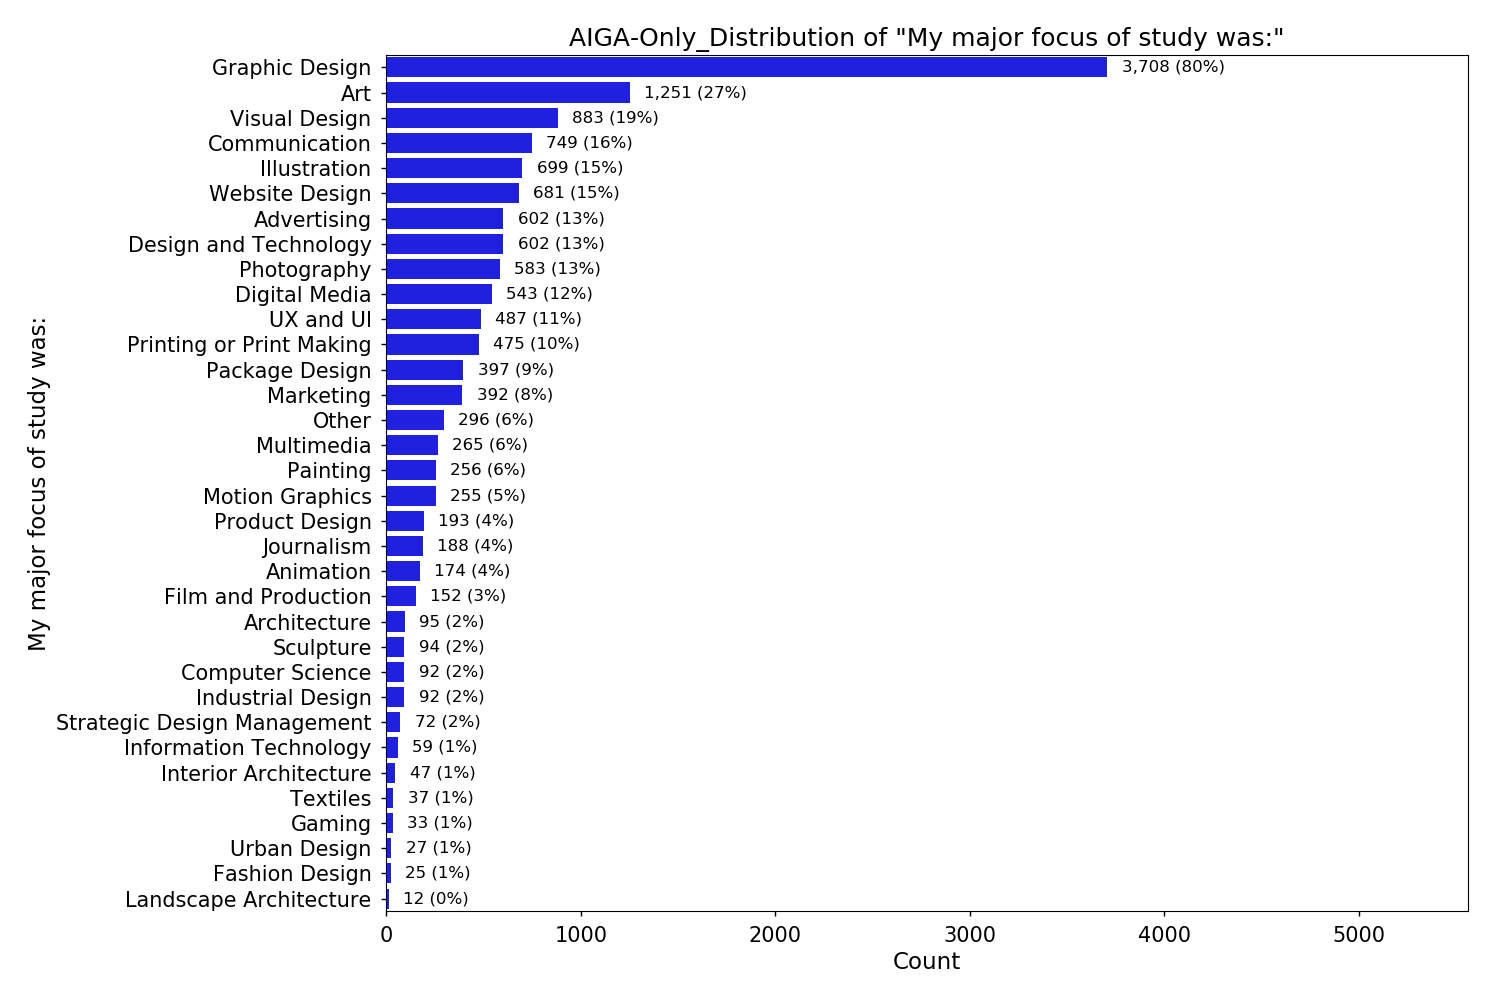 AIGA-Only_Distribution of "My major focus of study was:"
My major focus of study was:
Graphic Design 3,708 (80%)
Art 1,251 (27%)
Visual Design 883 (19%)
Communication 749 (16%)
Illustration 699 (15%)
Website Design 681 (15%)
Advertising 602 (13%)
Design and Technology 602 (13%)
Photography 583 (13%)
Digital Media 543 (12%)
UX and UI 487 (11%)
Printing or Print Making 475 (10%)
Package Design 397 (9%)
Marketing 392 (8%)
Other 296 (6%)
Multimedia 265 (6%)
Painting 256 (6%)
Motion Graphics 255 (5%)
Product Design 193 (4%)
Journalism 188 (4%)
Animation 174 (4%)
Film and Production 152 (3%)
Architecture 95 (2%)
Sculpture 94 (2%)
Computer Science 92 (2%)
Industrial Design 92 (2%)
Strategic Design Management 72 (2%)
Information Technology 59 (1%)
Interior Architecture 47 (1%)
Textiles 37 (1%)
Gaming 33 (1%)
Urban Design 27 (1%)
Fashion Design 25 (1%)
Landscape Architecture 12 (0%)
0 1000 2000 3000 4000 5000
Count